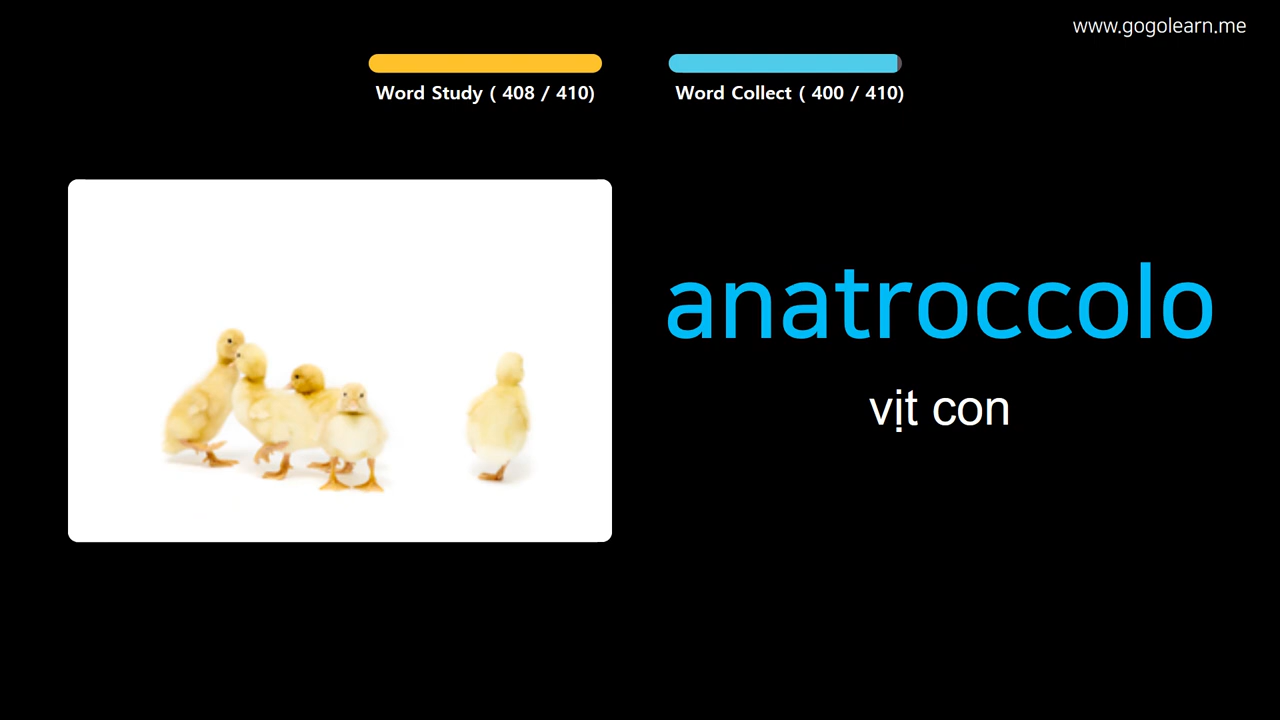 www.gogolearn.me
Word Study ( 408 / 410)
Word Collect ( 400 / 410)
anatroccolo
vịt con